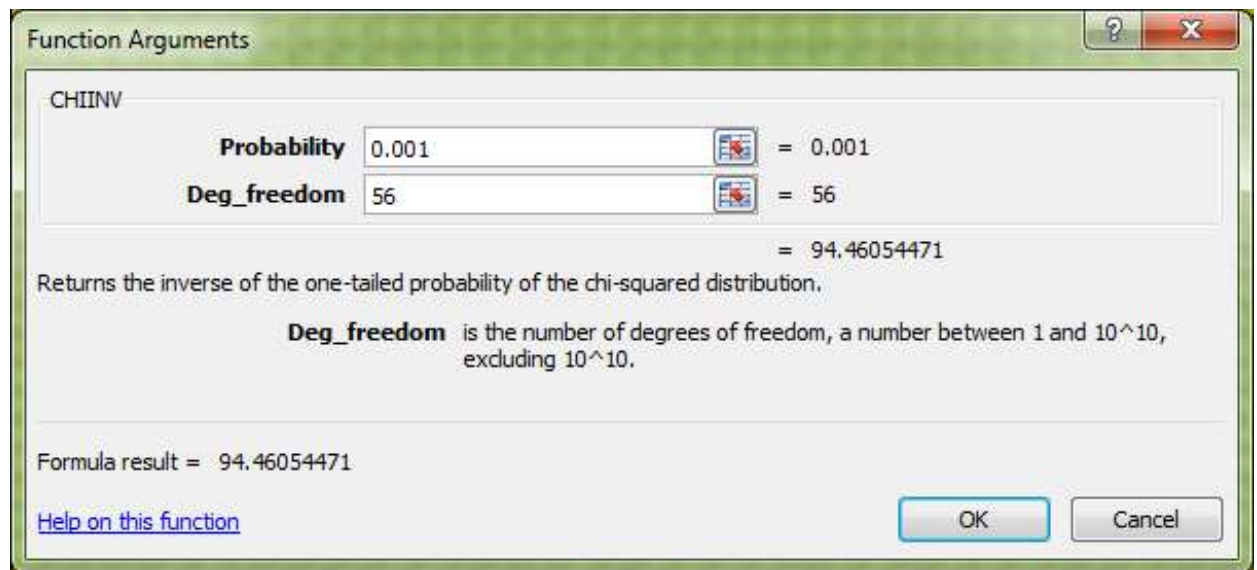 Function Arguments
CHIINV
Probability 0.001 = 0.001
Deg_freedom 56 = 56
= 94.46054471
Returns the inverse of the one-tailed probability of the chi-squared distribution.
Deg_freedom is the number of degrees of freedom, a number between 1 and 10^10,
excluding 10^10.
Formula result = 94.46054471
Help on this function OK Cancel